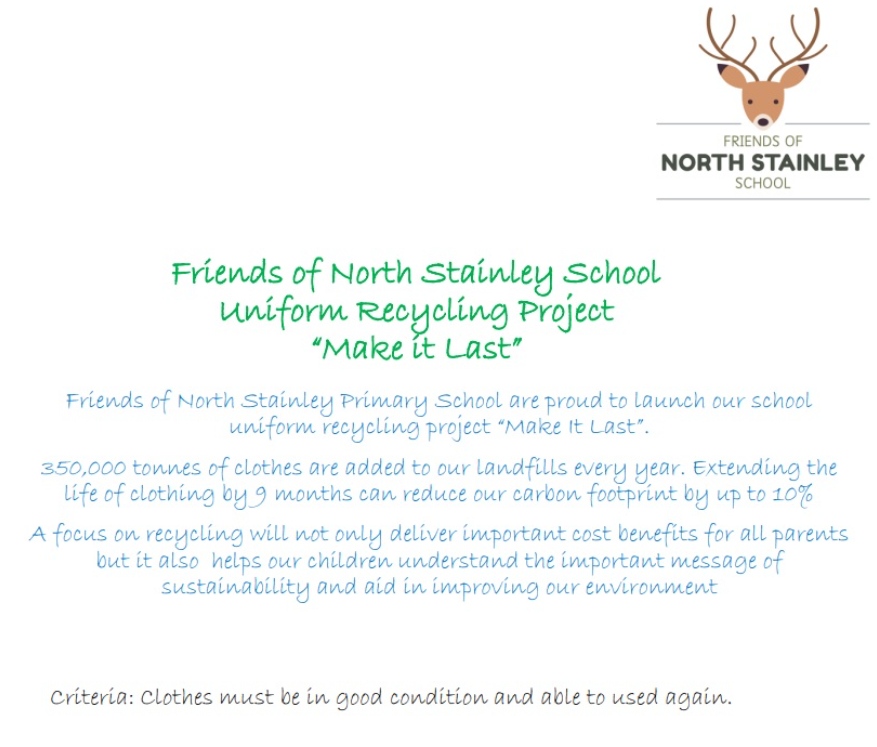 FRIENDS OF
NORTH STAINLEY
SCHOOL
Friends of North Stainley School
Uniform Recycling Project
“Make it Last”
Friends of North Stainley Primary School are proud to launch our school
uniform recycling project “Make It Last”.
350,000 tonnes of clothes are added to our landfills every year. Extending the
life of clothing by 9 months can reduce our carbon footprint by up to 10%
A focus on recycling will not only deliver important cost benefits for all parents
but it also  helps our children understand the important message of
sustainability and aid in improving our environment
Criteria: Clothes must be in good condition and able to used again.